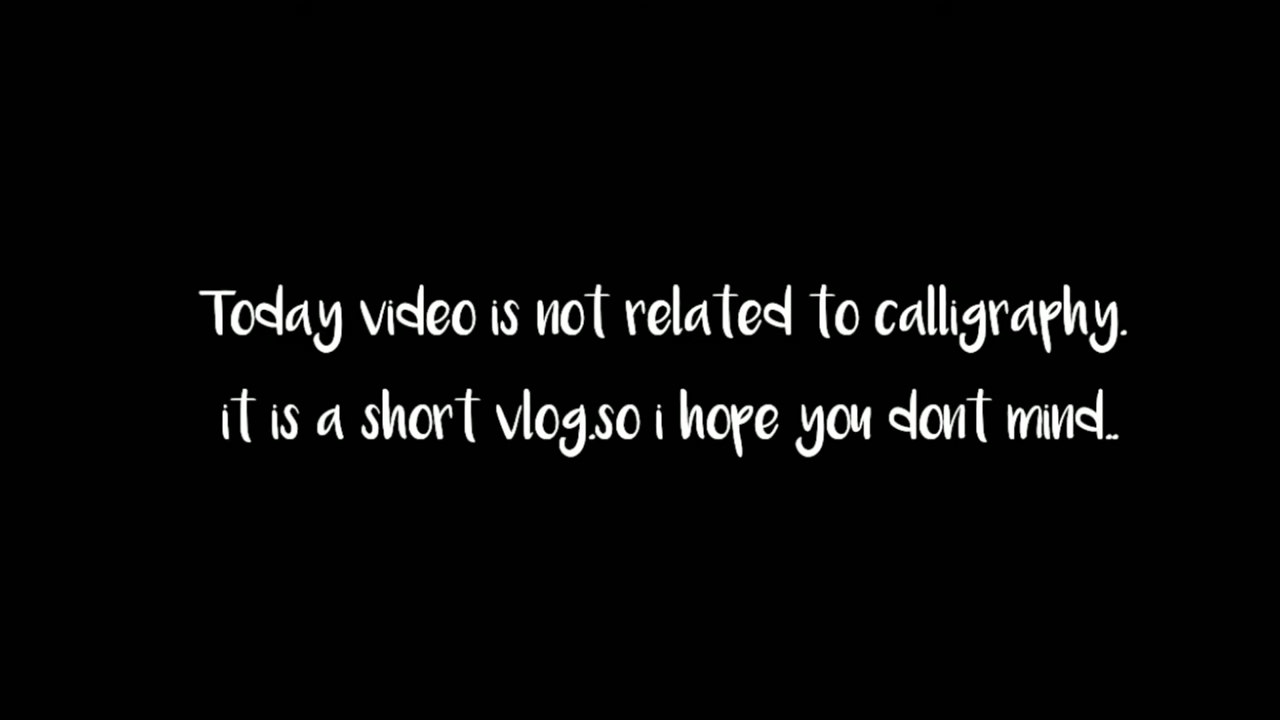 Today video is not related to calligraphy.
it is a short vlog.so i hope you dont mind..